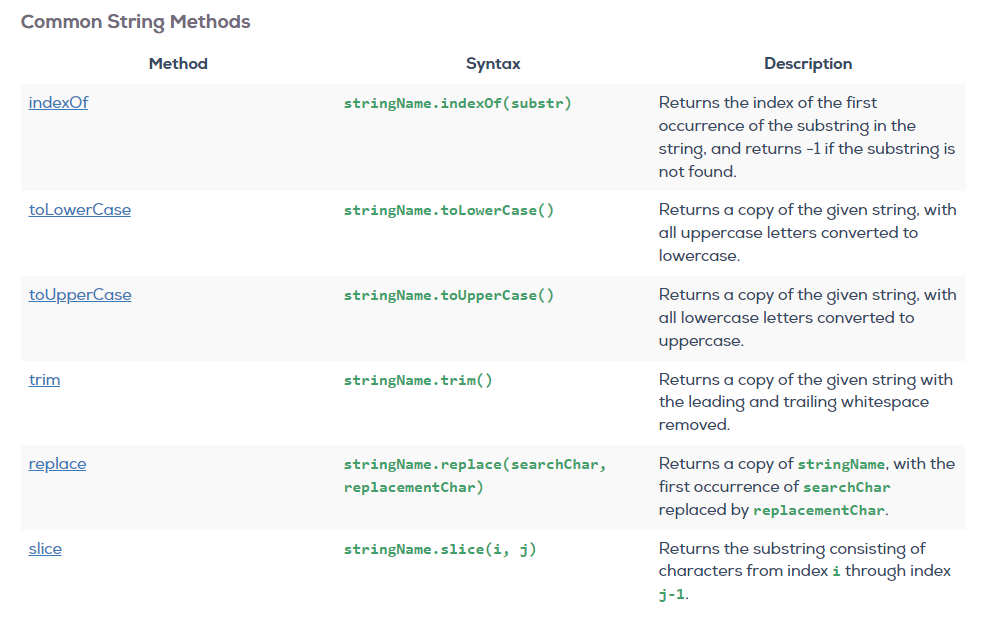 Common String Methods
Method Syntax Description
indexOf stringName.indexOf(substr) Returns the index of the first
occurrence of the substring in the
string, and returns -1 if the substring is
not found.
toLowerCase stringName.toLowerCase() Returns a copy of the given string, with
all uppercase letters converted to
lowercase.
toUpperCase stringName.toUpperCase() Returns a copy of the given string, with
all lowercase letters converted to
uppercase.
trim stringName.trim() Returns a copy of the given string with
the leading and trailing whitespace
removed.
replace stringName.replace(searchChar, Returns a copy of stringName, with the
replacementChar) first occurrence of searchChar
replaced by replacementChar.
slice stringName.slice(i, j) Returns the substring consisting of
characters from index i through index
j-1.